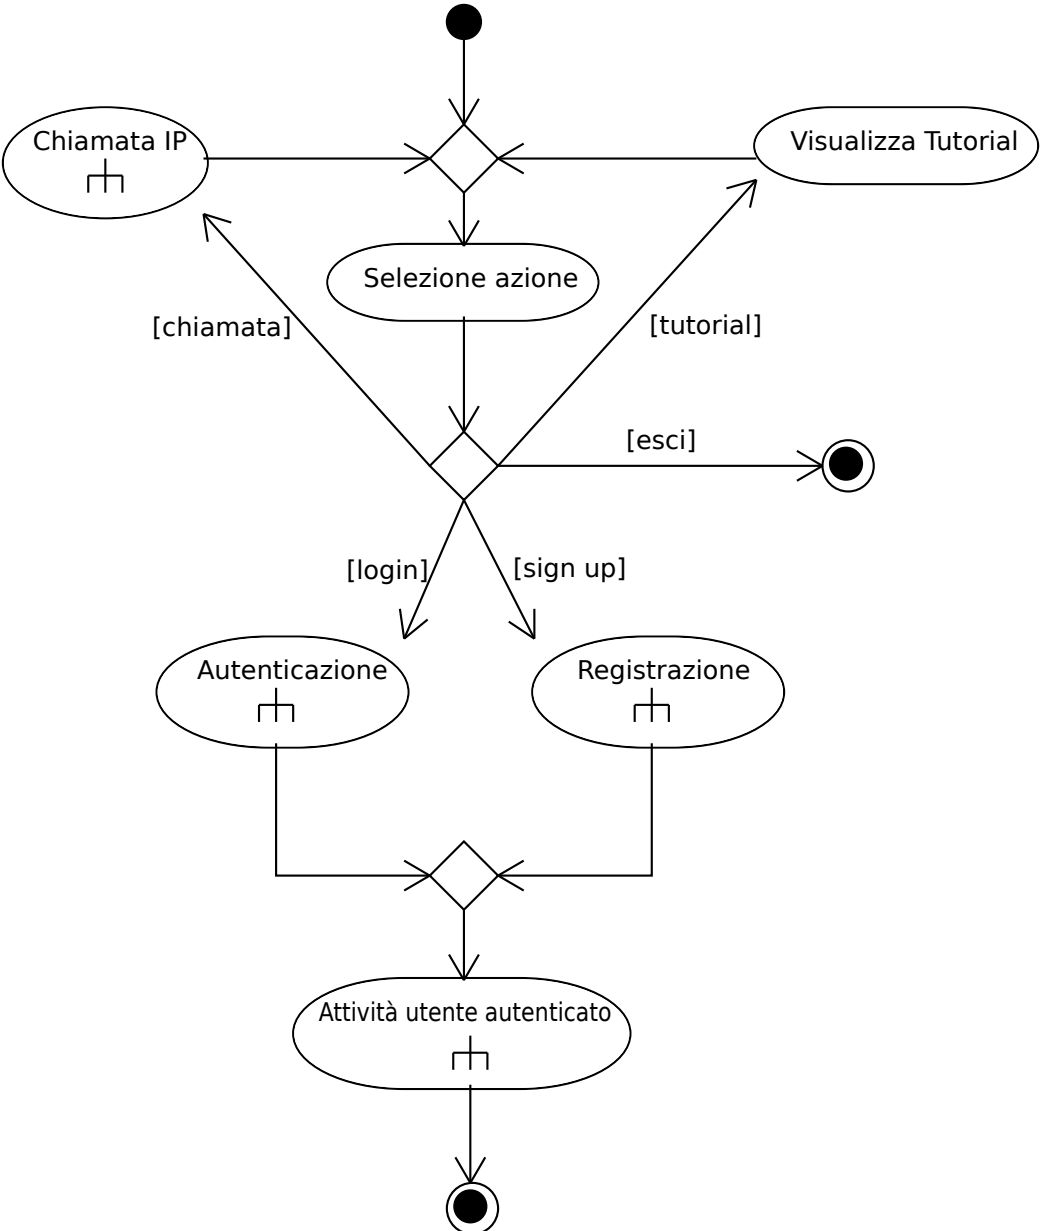 Chiamata IP
Visualizza Tutorial
Selezione azione
[chiamata]
[tutorial]
[esci]
[login]
[sign up]
Autenticazione
Registrazione
Attività utente autenticato